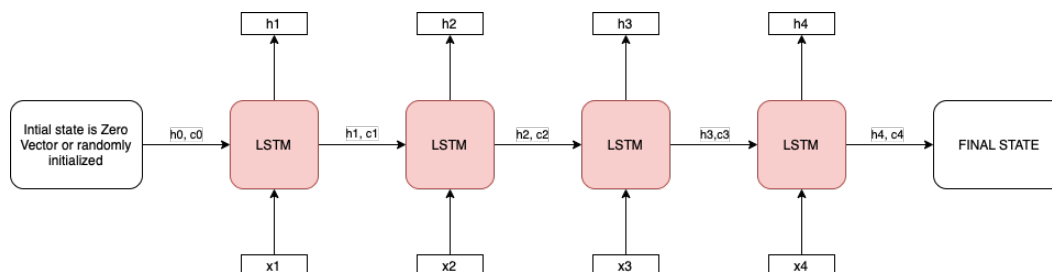 h1
h2
h3
h4
Intial state is Zero
Vector or randomly
initialized
h0, c0
LSTM
h1, c1
LSTM
h2, c2
LSTM
h3,c3
LSTM
h4, c4
FINAL STATE
x1
x2
x3
x4